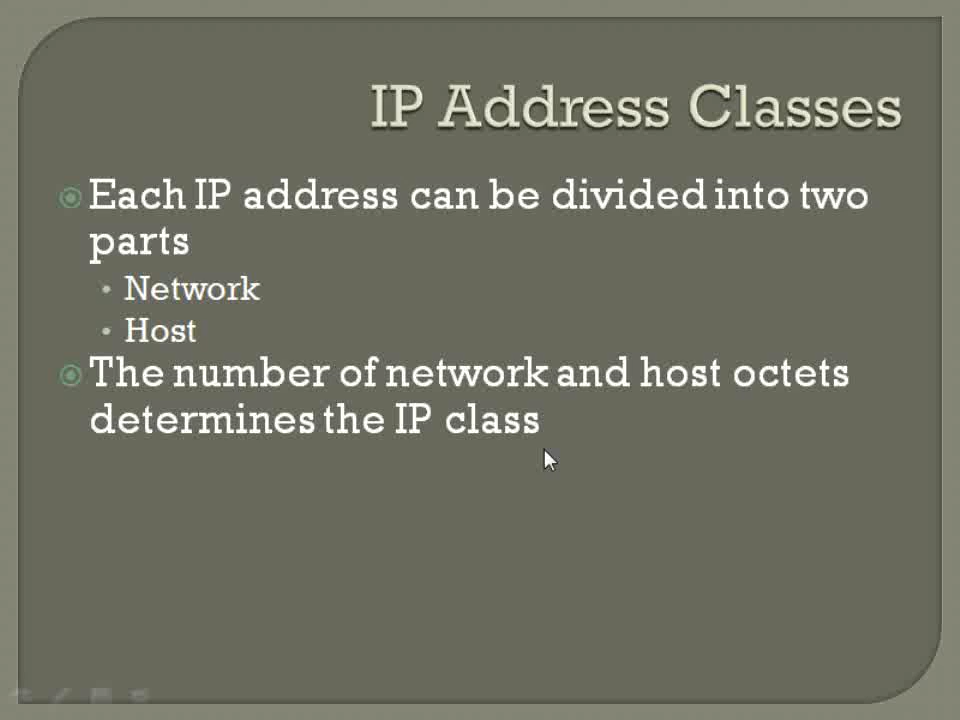 IP Address Classes
Each IP address can be divided into two
parts
Network
Host
The number of network and host octets
determines the IP class